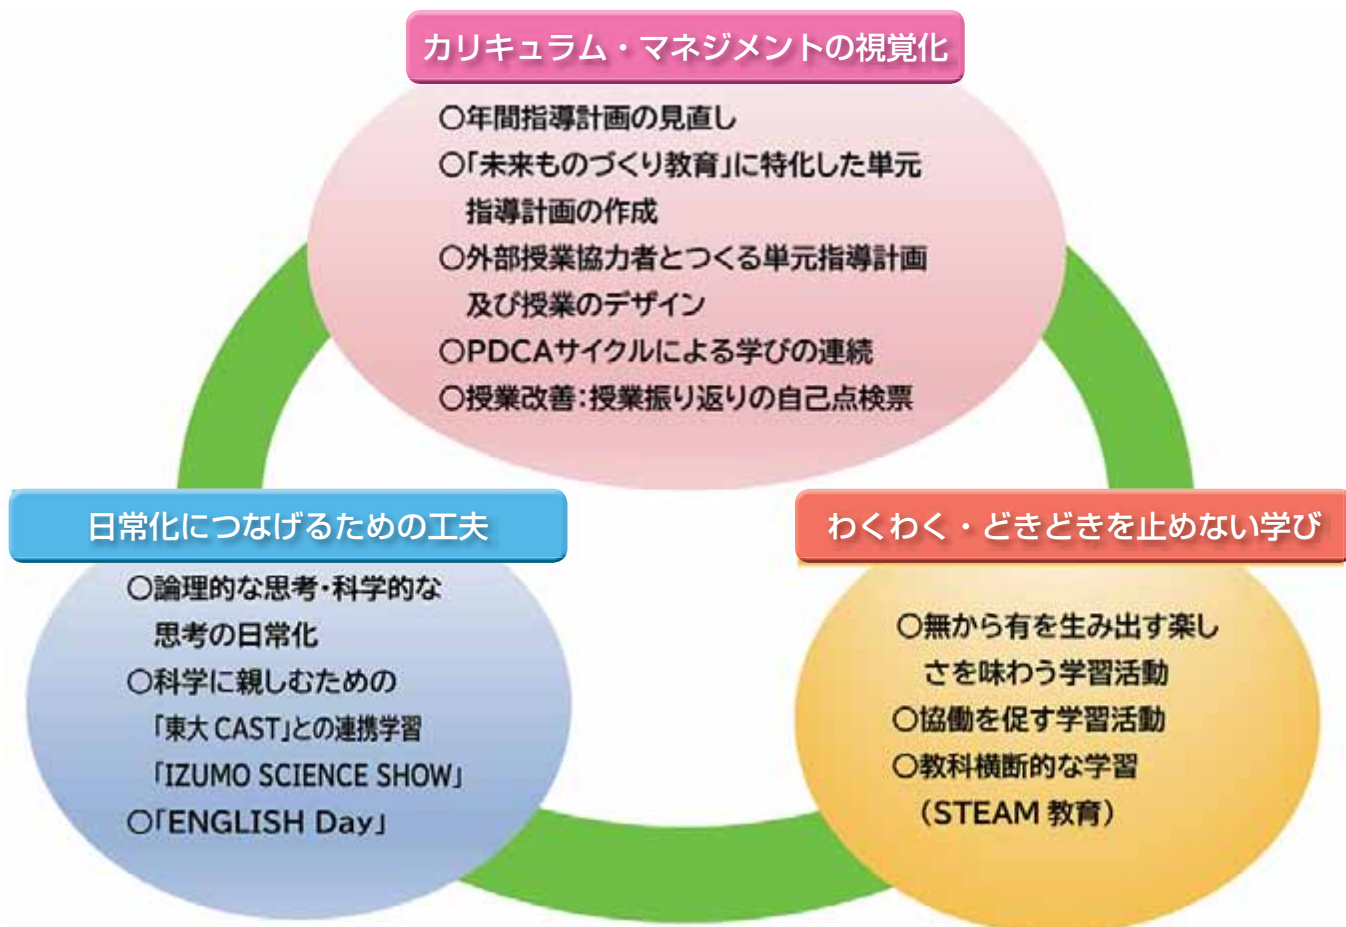 カリキュラム・マネジメントの視覚化
○年間指導計画の見直し
○「未来ものづくり教育」に特化した単元
指導計画の作成
○外部授業協力者とつくる単元指導計画
及び授業のデザイン
○PDCAサイクルによる学びの連続
○授業改善:授業振り返りの自己点検票
日常化につなげるための工夫
○論理的な思考・科学的な
思考の日常化
○科学に親しむための
「東大 CAST」との連携学習
「IZUMO SCIENCE SHOW」
○「ENGLISH Day」
わくわく・どきどきを止めない学び
○無から有を生み出す楽し
さを味わう学習活動
○協働を促す学習活動
○教科横断的な学習
(STEAM 教育)